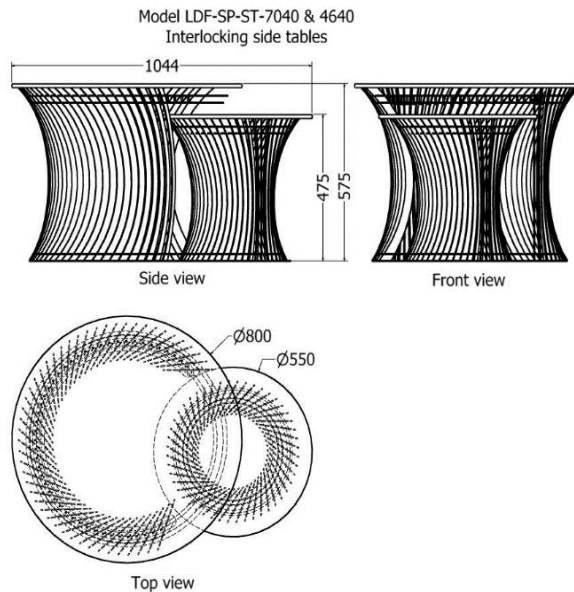 Model LDF-SP-ST-7040 & 4640
Interlocking side tables
1044
475
575
Side view
Front view
Ø800
Ø550
Top view